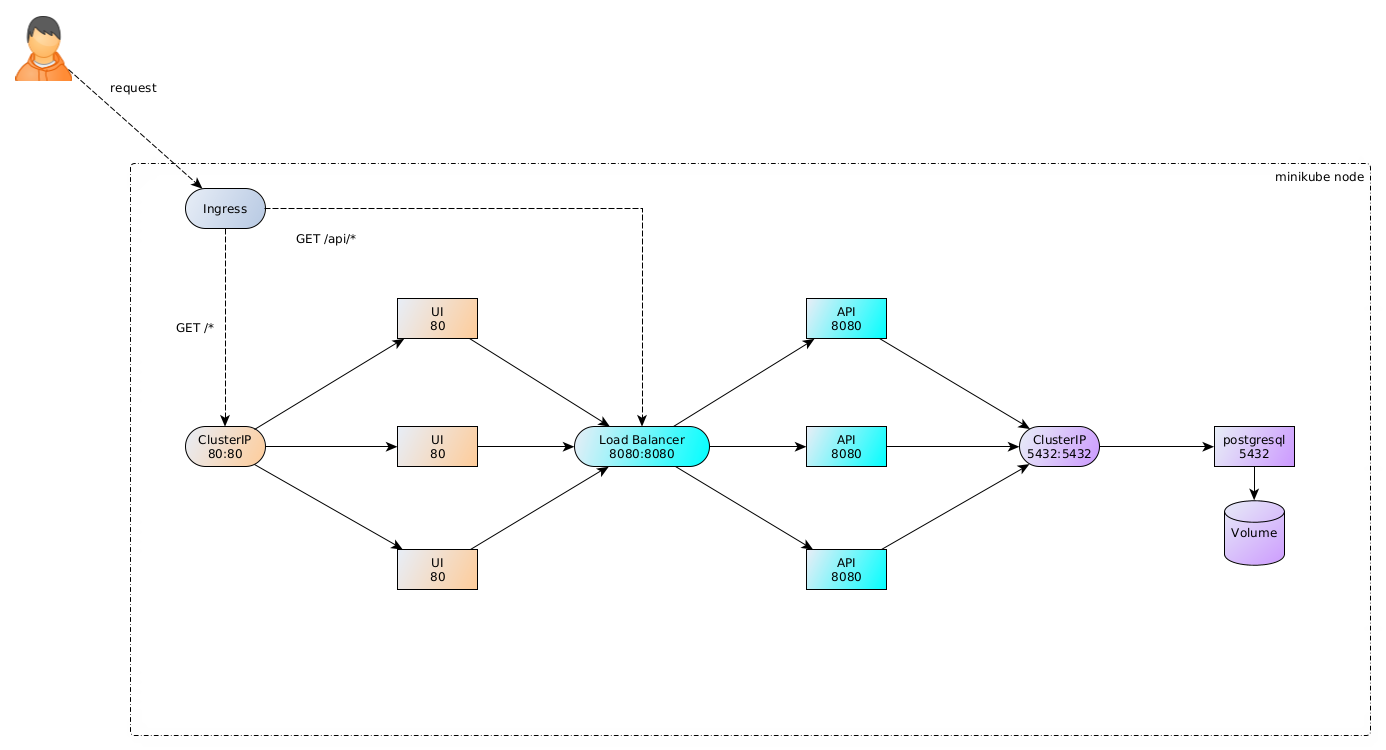 request
minikube node
Ingress
GET /api/*
GET /*
UI
80
API
8080
ClusterIP
80:80
UI
80
Load Balancer
8080:8080
API
8080
ClusterIP
5432:5432
postgresql
5432
Volume
UI
80
API
8080